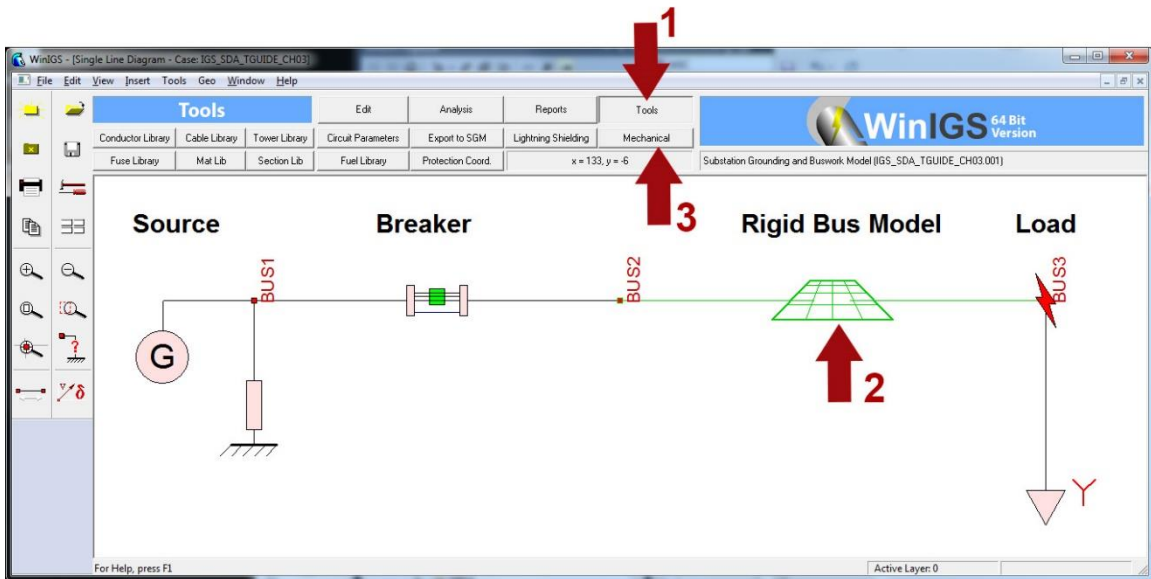 1
WinIGS - [Single Line Diagram - Case: IGS_SDA_TGUIDE_CH03]
File Edit View Insert Tools Geo Window Help
Tools Edit Analysis Reports Tools
WinIGS 64 Bit Version
Conductor Library Cable Library Tower Library Circuit Parameters Export to SGM Lightning Shielding Mechanical
Fuse Library Mat Lib Section Lib Fuel Library Protection Coord. x = 133, y = -6 Substation Grounding and Buswork Model (IGS_SDA_TGUIDE_CH03.001)
3
Source Breaker Rigid Bus Model Load
BUS1 BUS2 BUS3
G
?
δ
2
Y
For Help, press F1 Active Layer: 0